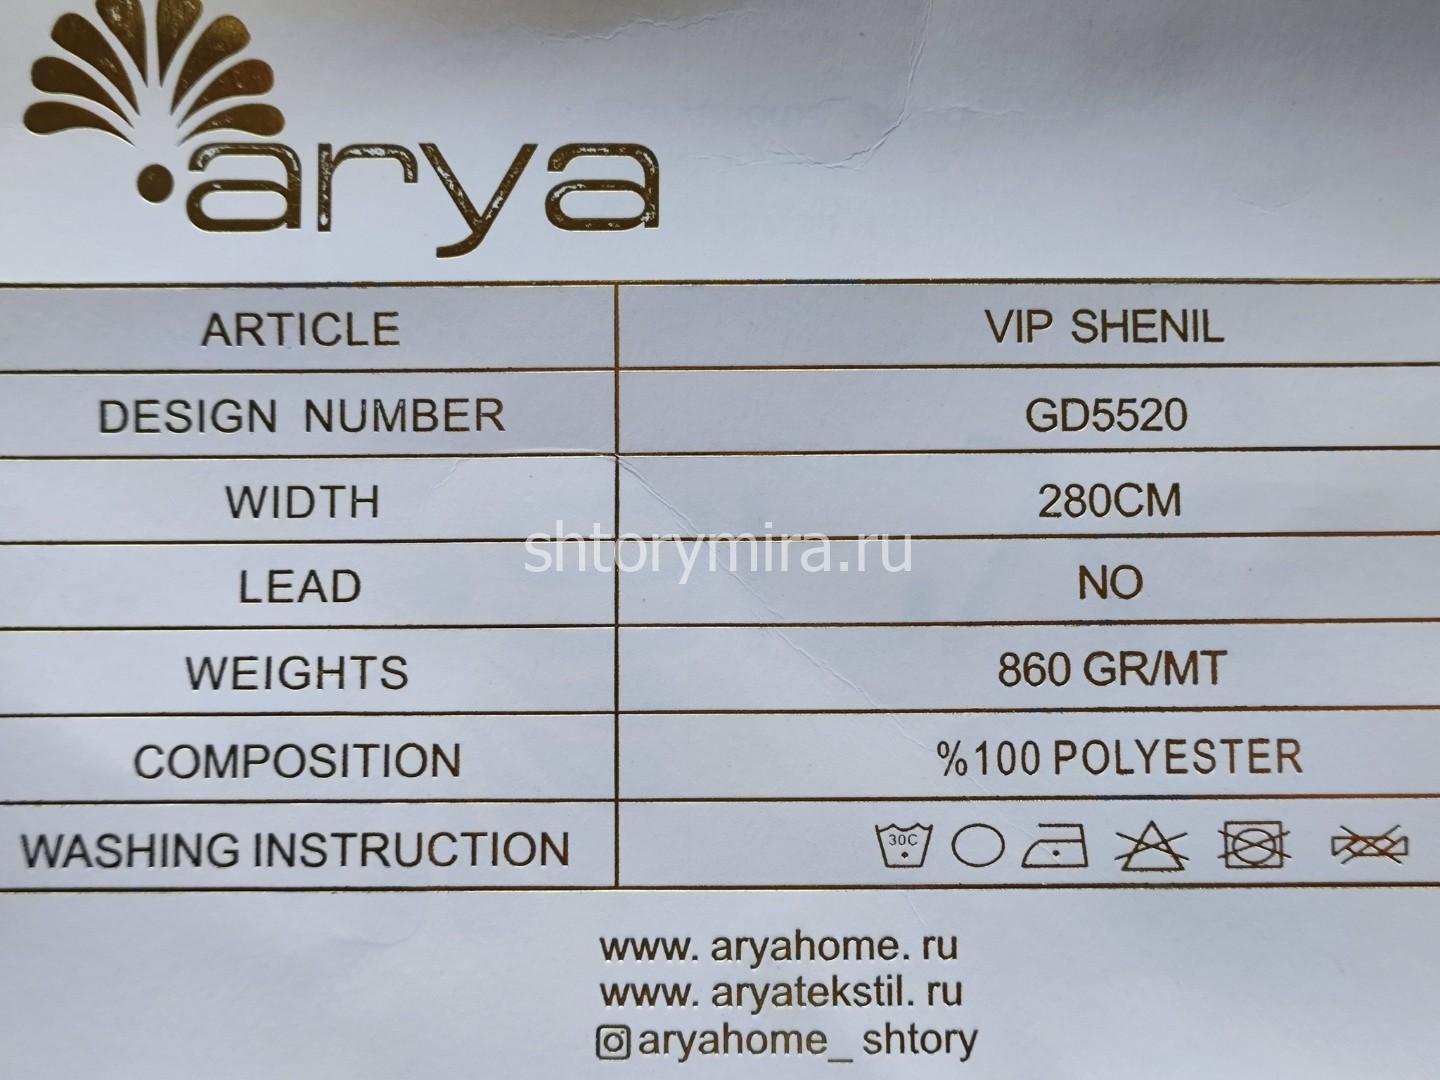 arya
ARTICLE VIP SHENIL
DESIGN NUMBER GD5520
WIDTH 280CM
shtorymira.ru
LEAD NO
WEIGHTS 860 GR/MT
COMPOSITION %100 POLYESTER
WASHING INSTRUCTION 30C
www. aryahome. ru
www. aryatekstil. ru
aryahome_ shtory